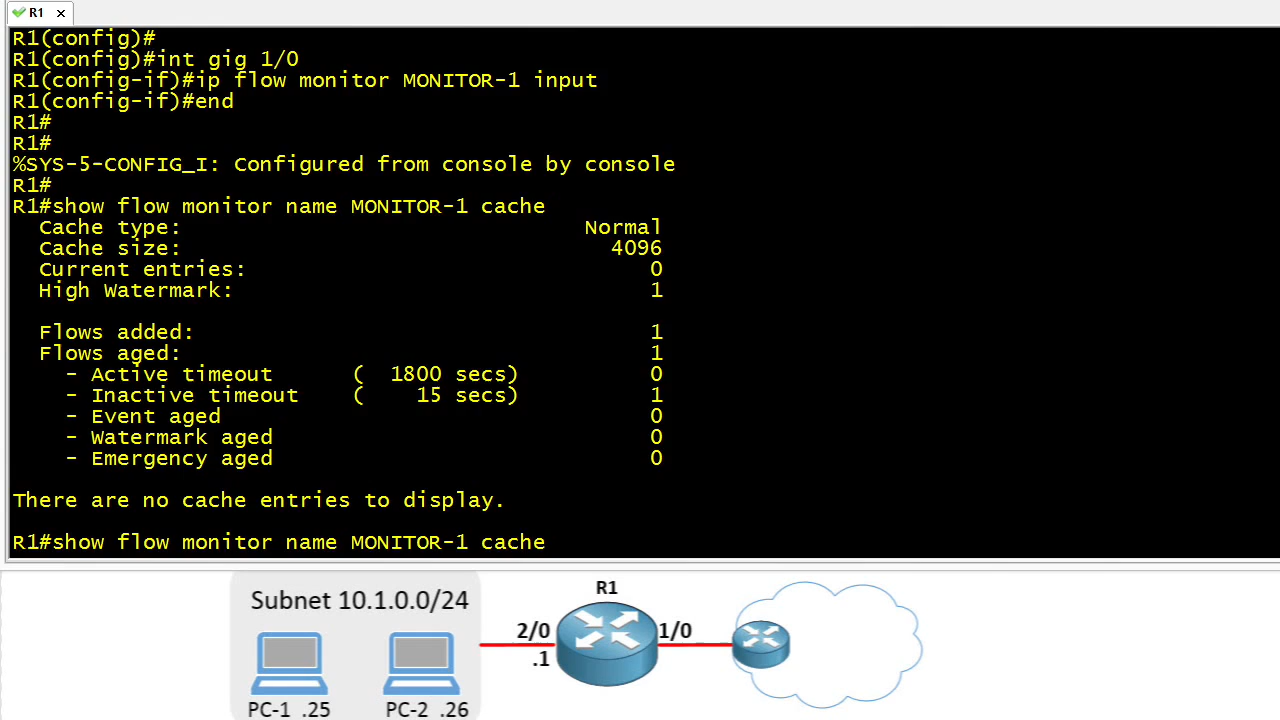 R1 ×
R1(config)#
R1(config)#int gig 1/0
R1(config-if)#ip flow monitor MONITOR-1 input
R1(config-if)#end
R1#
R1#
%SYS-5-CONFIG_I: Configured from console by console
R1#
R1#show flow monitor name MONITOR-1 cache
Cache type: Normal
Cache size: 4096
Current entries: 0
High Watermark: 1
Flows added: 1
Flows aged: 1
- Active timeout ( 1800 secs) 0
- Inactive timeout ( 15 secs) 1
- Event aged 0
- Watermark aged 0
- Emergency aged 0
There are no cache entries to display.
R1#show flow monitor name MONITOR-1 cache
R1
Subnet 10.1.0.0/24
2/0
1/0
.1
PC-1 .25
PC-2 .26